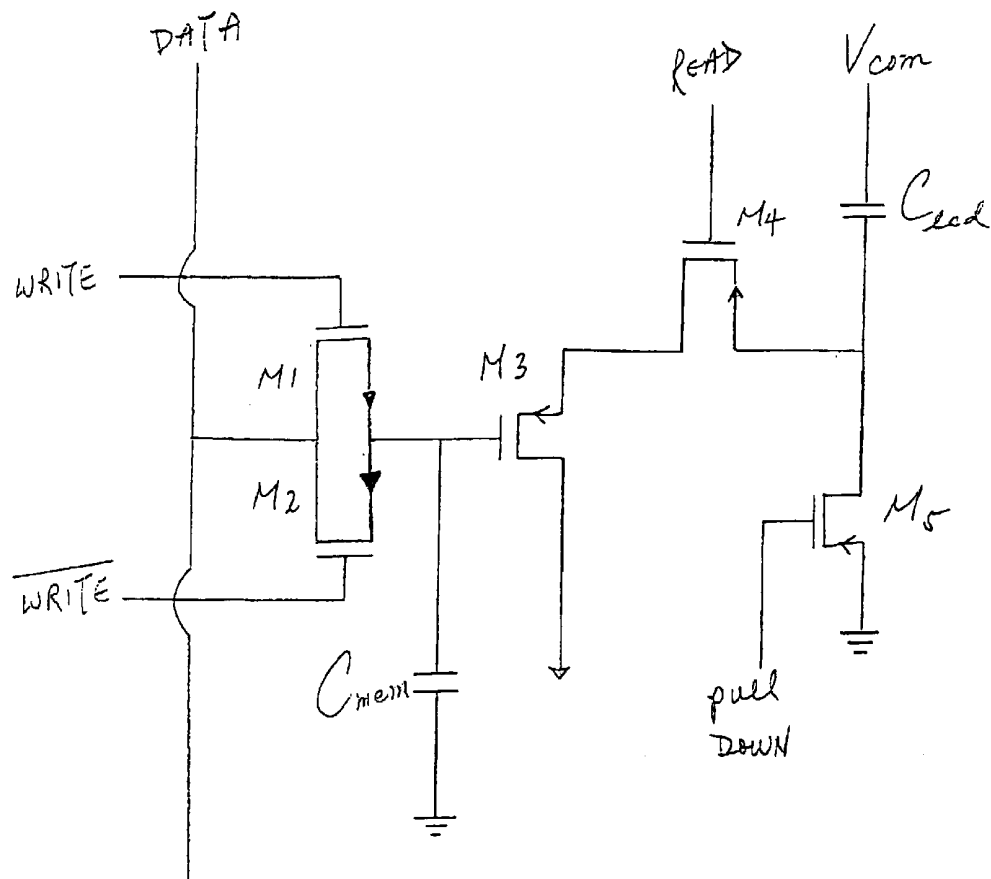 DATA
READ
Vcom
WRITE
M4
Clcd
M1
M3
M2
M5
WRITE
Cmem
pull
DOWN